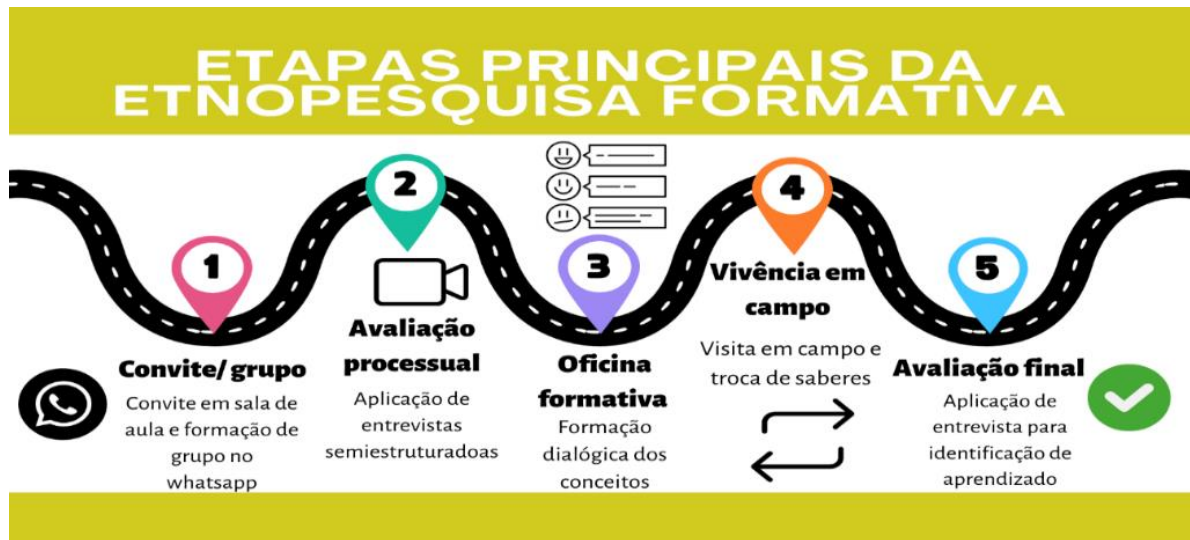 ETAPAS PRINCIPAIS DA
ETNOPESQUISA FORMATIVA
1
Convite/ grupo
Convite em sala de
aula e formação de
grupo no
whatsapp
2
Avaliação
processual
Aplicação de
entrevistas
semiestruturadoas
3
Oficina
formativa
Formação
dialógica dos
conceitos
4
Vivência em
campo
Visita em campo e
troca de saberes
5
Avaliação final
Aplicação de
entrevista para
identificação de
aprendizado